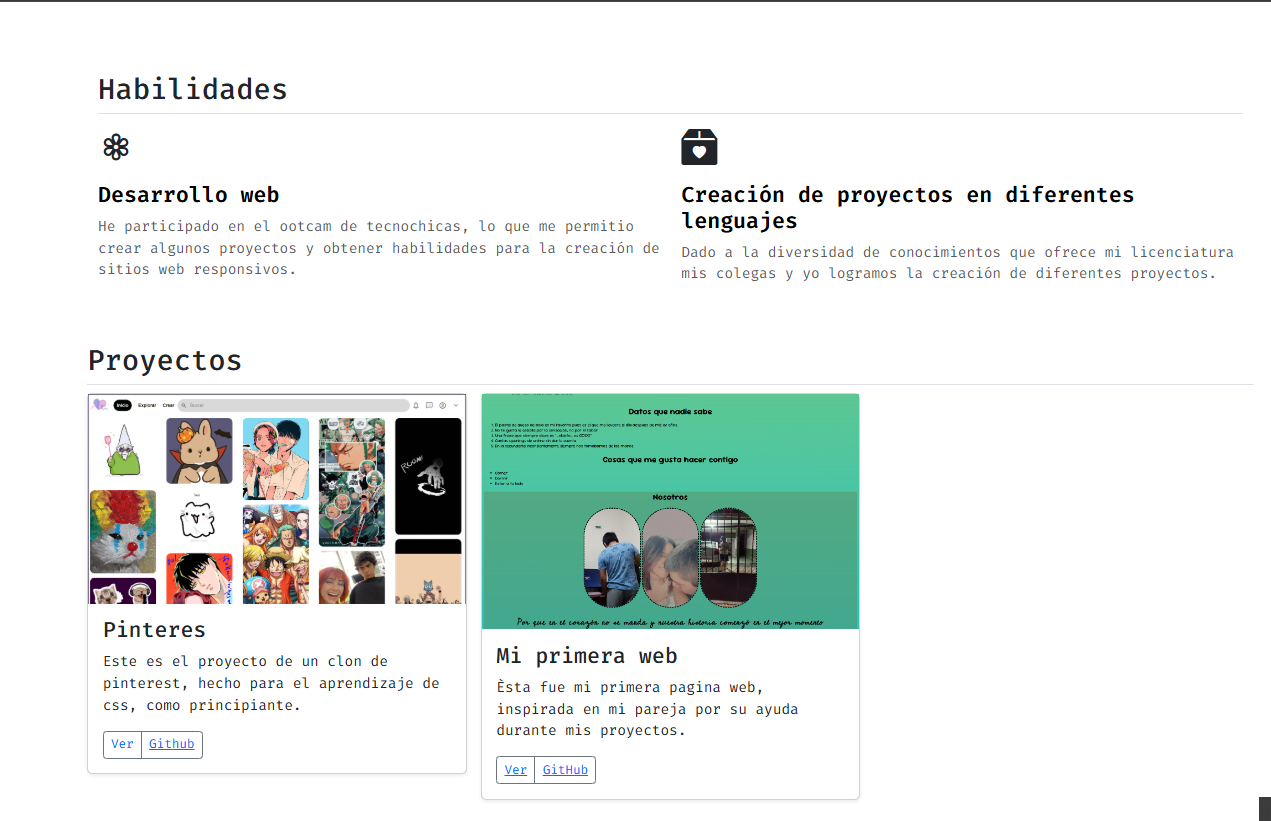 Habilidades
Desarrollo web
He participado en el ootcam de tecnochicas, lo que me permitio
crear algunos proyectos y obtener habilidades para la creación de
sitios web responsivos.
Creación de proyectos en diferentes
lenguajes
Dado a la diversidad de conocimientos que ofrece mi licenciatura
mis colegas y yo logramos la creación de diferentes proyectos.
Proyectos
Inicio Explorar Crear Buscar
ROOM
Pinteres
Este es el proyecto de un clon de
pinterest, hecho para el aprendizaje de
css, como principiante.
Ver Github
Datos que nadie sabe
Cosas que me gusta hacer contigo
Comer
Dormir
Nosotros
Por que en el corazón no se manda y nuestra historia comenzó en el mejor momento
Mi primera web
Èsta fue mi primera pagina web,
inspirada en mi pareja por su ayuda
durante mis proyectos.
Ver GitHub